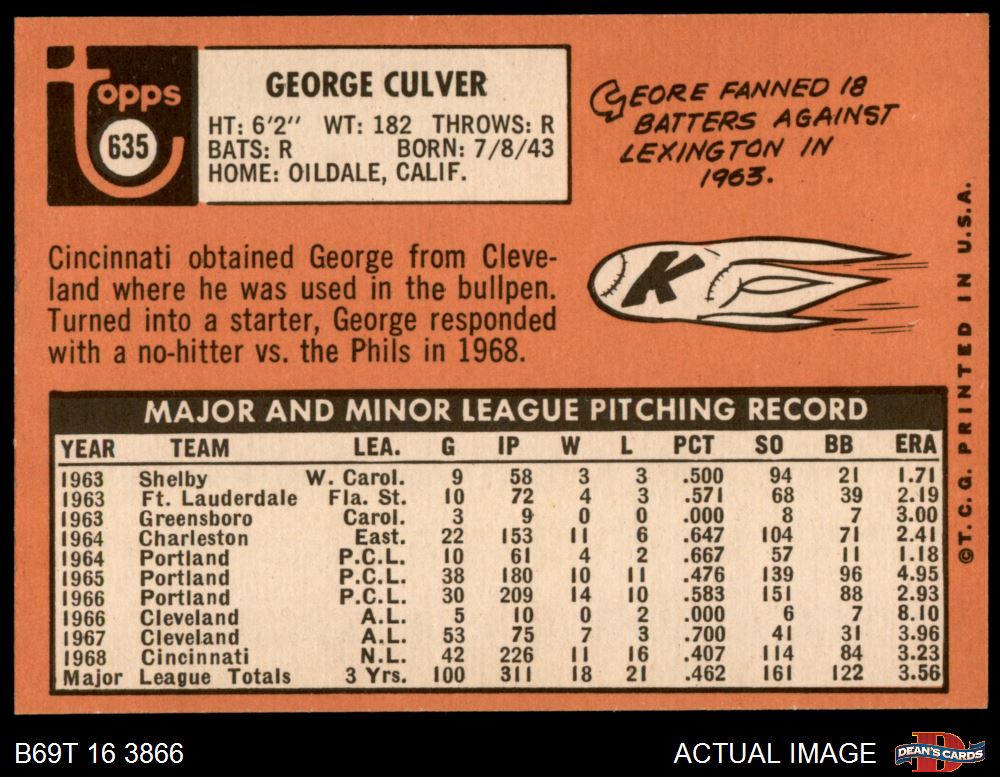 topps
635
GEORGE CULVER
HT: 6'2" WT: 182 THROWS: R
BATS: R BORN: 7/8/43
HOME: OILDALE, CALIF.
GEORE FANNED 18
BATTERS AGAINST
LEXINGTON IN
1963.
Cincinnati obtained George from Cleve-
land where he was used in the bullpen.
Turned into a starter, George responded
with a no-hitter vs. the Phils in 1968.
K
MAJOR AND MINOR LEAGUE PITCHING RECORD
YEAR TEAM LEA. G IP W L PCT SO BB ERA
1963 Shelby W. Carol. 9 58 3 3 .500 94 21 1.71
1963 Ft. Lauderdale Fla. St. 10 72 4 3 .571 68 39 2.19
1963 Greensboro Carol. 3 9 0 0 .000 8 7 3.00
1964 Charleston East. 22 153 11 6 .647 104 71 2.41
1964 Portland P.C.L. 10 61 4 2 .667 57 11 1.18
1965 Portland P.C.L. 38 180 10 11 .476 139 96 4.95
1966 Portland P.C.L. 30 209 14 10 .583 151 88 2.93
1966 Cleveland A.L. 5 10 0 2 .000 6 7 8.10
1967 Cleveland A.L. 53 75 7 3 .700 41 31 3.96
1968 Cincinnati N.L. 42 226 11 16 .407 114 84 3.23
Major League Totals 3 Yrs. 100 311 18 21 .462 161 122 3.56
©T.C.G. PRINTED IN U.S.A.
B69T 16 3866
ACTUAL IMAGE
DEAN'S CARDS